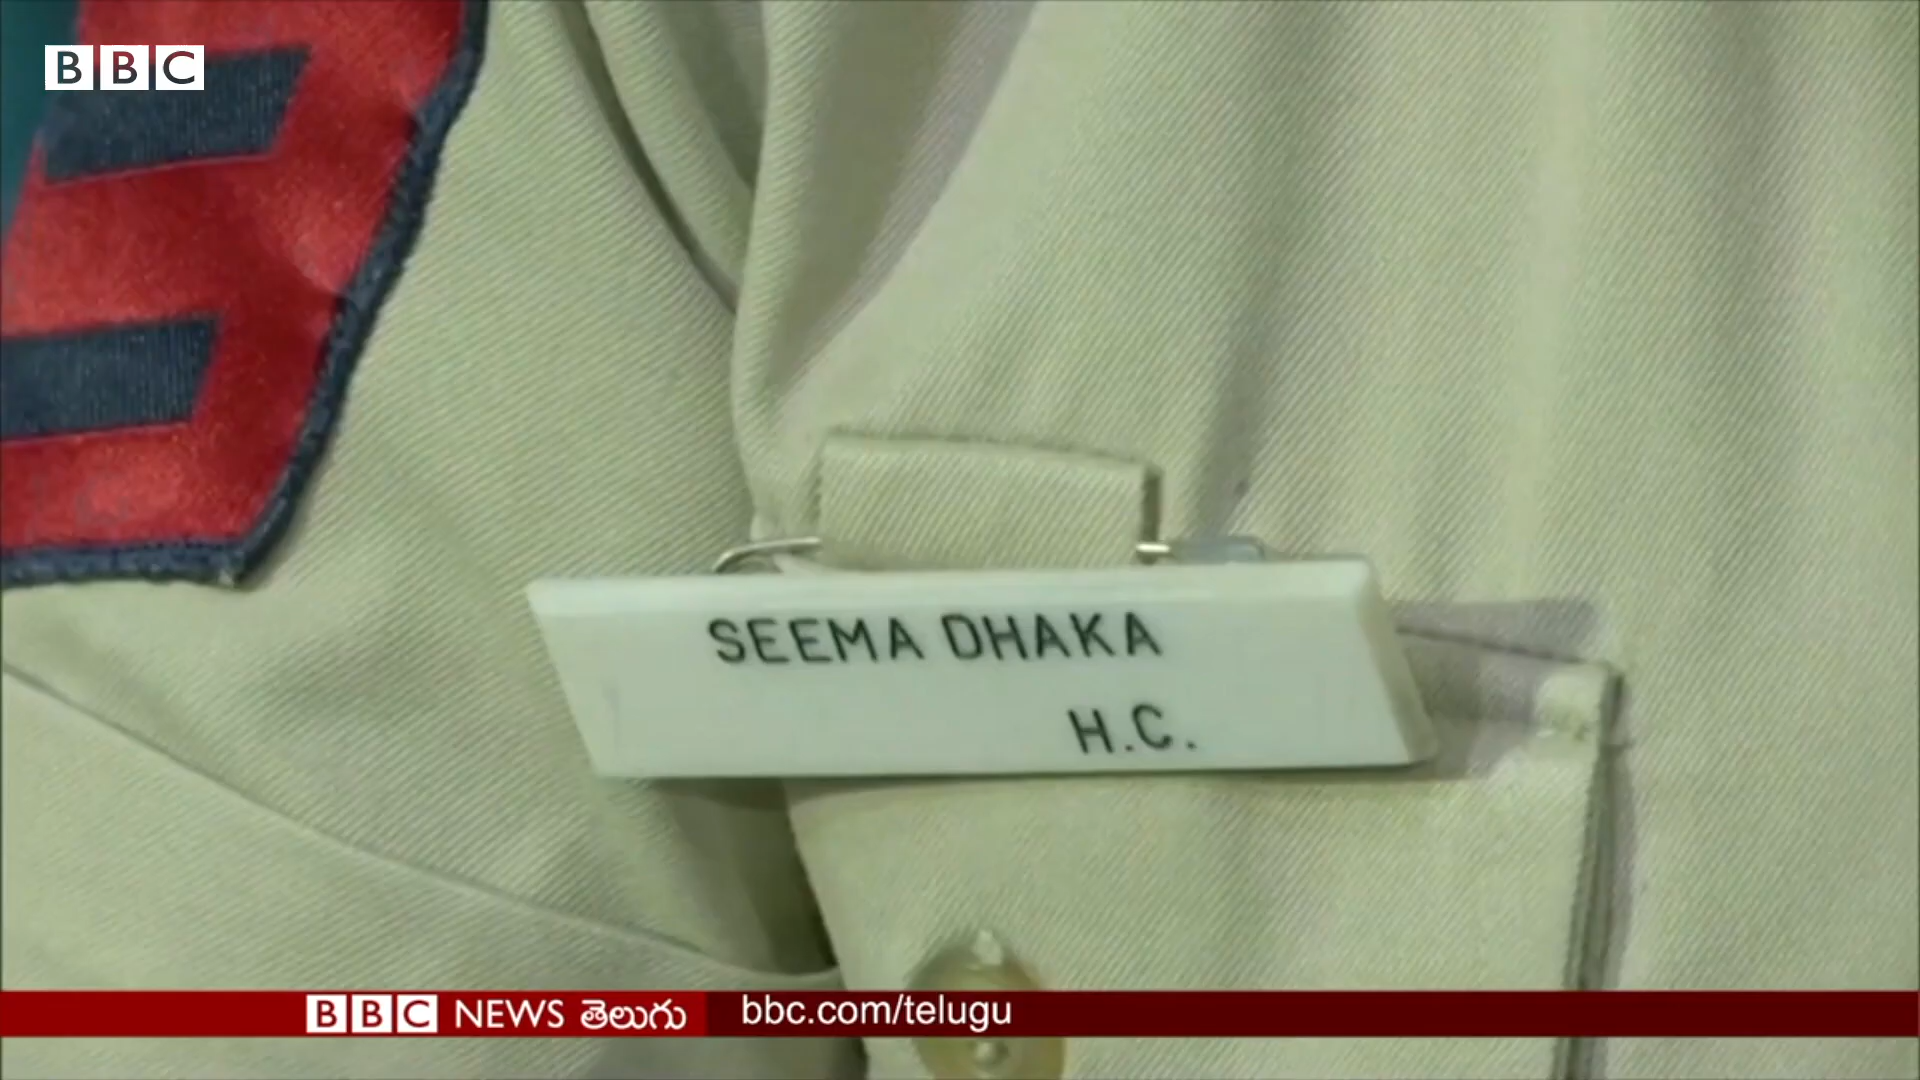 BBC
SEEMA DHAKA
H.C.
BBC NEWS తెలుగు bbc.com/telugu